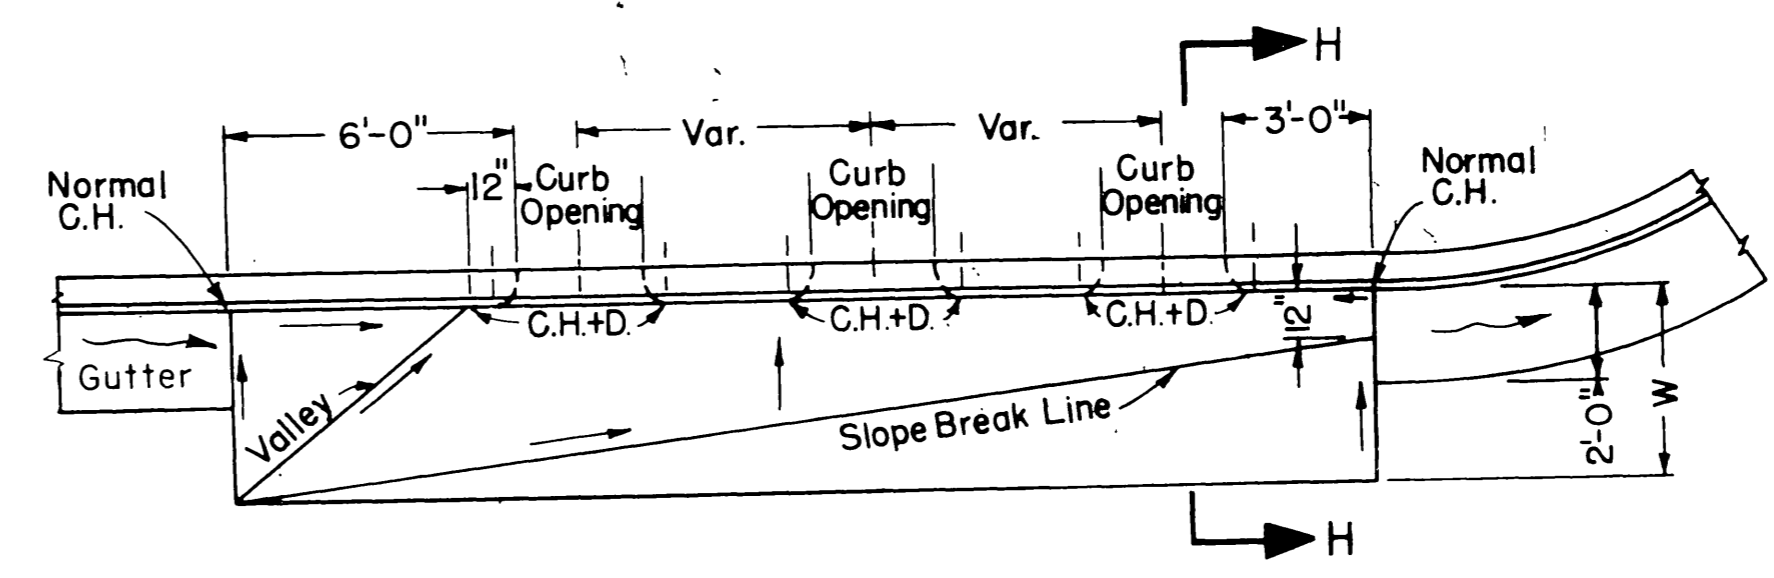 H
6'-0"
Var.
Var.
3'-0"
12"
Curb
Opening
Curb
Opening
Curb
Opening
Normal
C.H.
Normal
C.H.
C.H.+D.
C.H.+D.
C.H.+D.
12"
Gutter
Valley
Slope Break Line
2'-0"
W
H